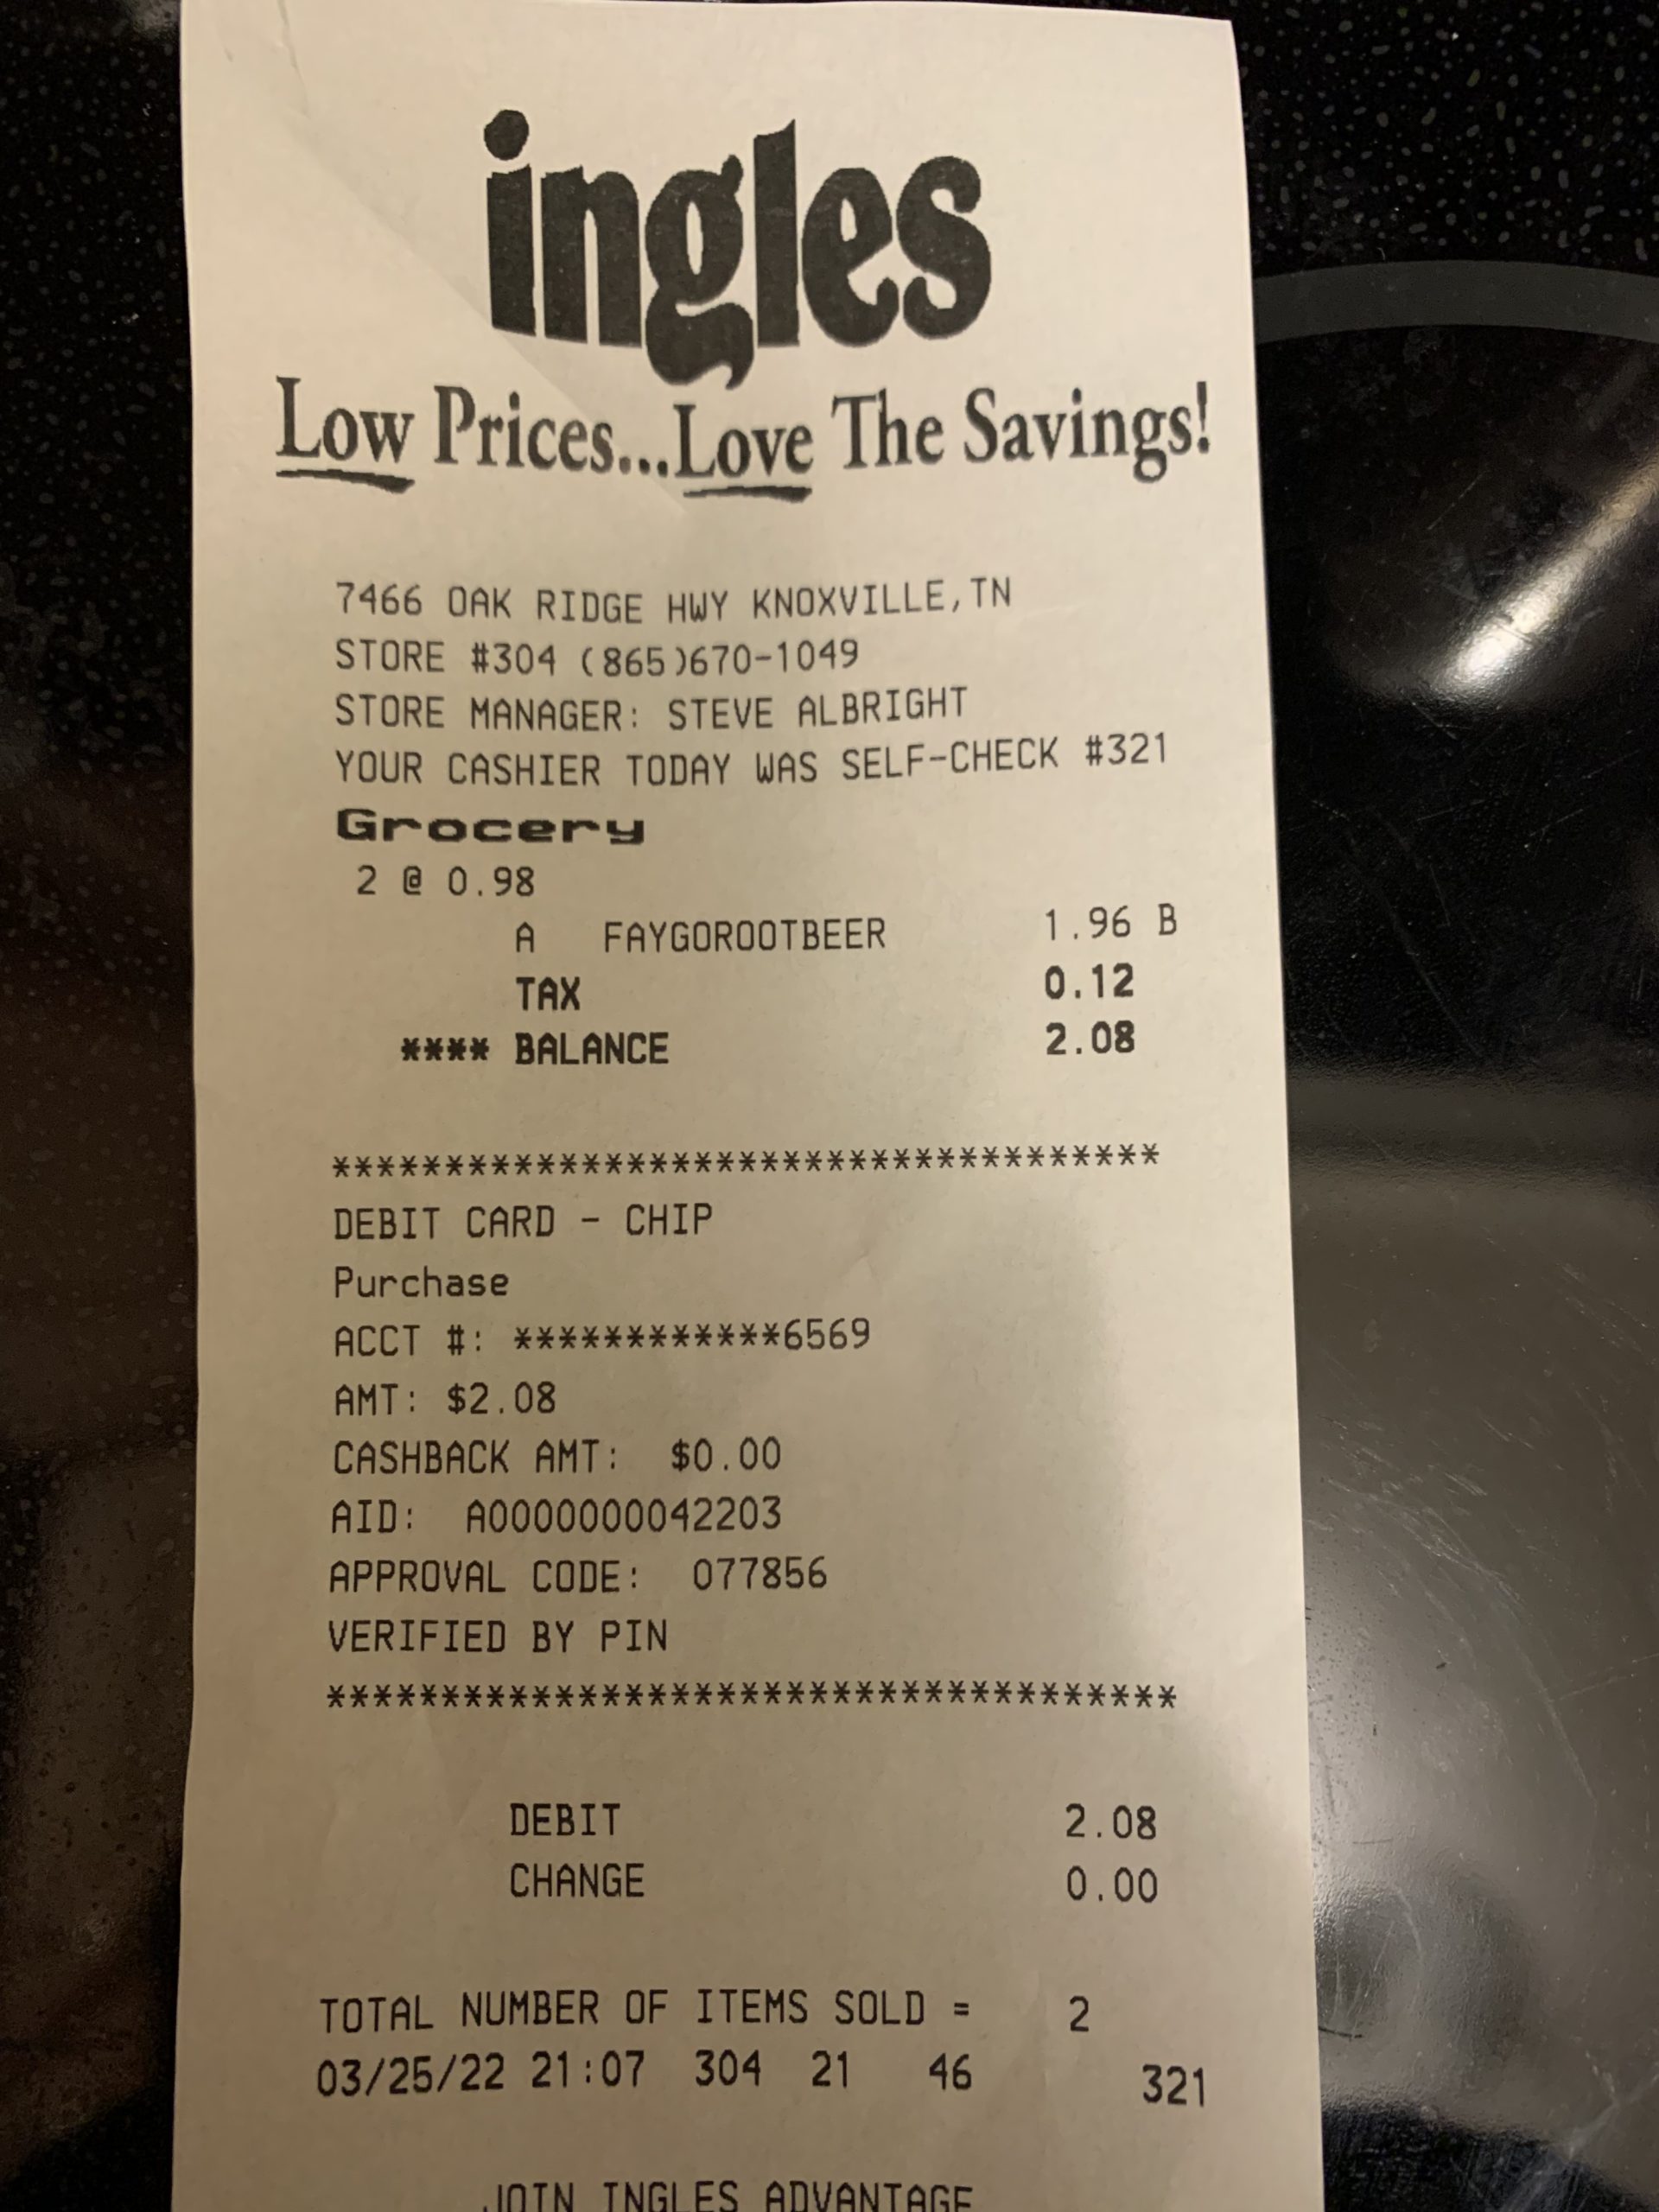 ingles
Low Prices...Love The Savings!
7466 OAK RIDGE HWY KNOXVILLE,TN
STORE #304 (865)670-1049
STORE MANAGER: STEVE ALBRIGHT
YOUR CASHIER TODAY WAS SELF-CHECK #321
Grocery
2 @ 0.98
A FAYGOROOTBEER 1.96 B
TAX 0.12
**** BALANCE 2.08
*************************************
DEBIT CARD - CHIP
Purchase
ACCT #: ************6569
AMT: $2.08
CASHBACK AMT: $0.00
AID: A0000000042203
APPROVAL CODE: 077856
VERIFIED BY PIN
*************************************
DEBIT 2.08
CHANGE 0.00
TOTAL NUMBER OF ITEMS SOLD = 2
03/25/22 21:07 304 21 46 321
JOIN INGLES ADVANTAGE